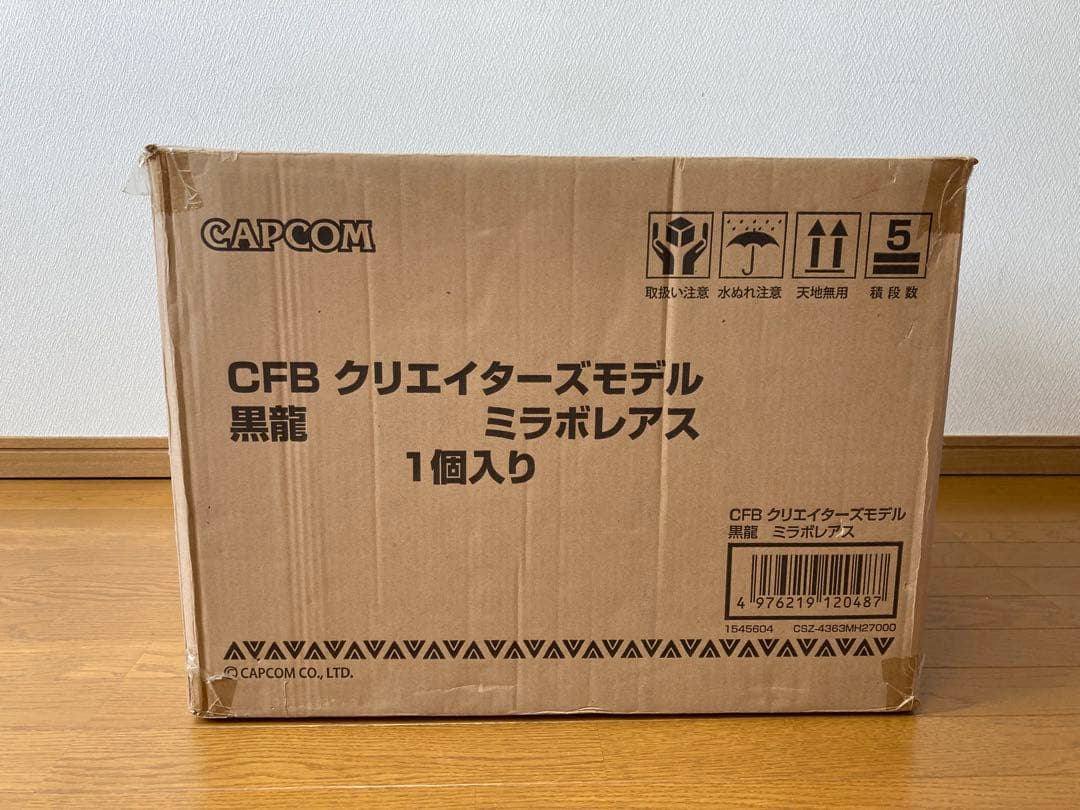 CAPCOM
5
取扱い注意 水ぬれ注意 天地無用 積段数
CFB クリエイターズモデル
黒龍 ミラボレアス
1個入り
CFB クリエイターズモデル
黒龍 ミラボレアス
4 976219 120487
1545604 CSZ-4363MH27000
© CAPCOM CO., LTD.